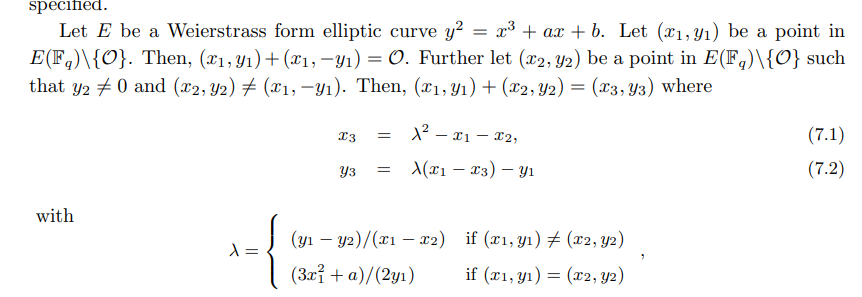 specified.
Let E be a Weierstrass form elliptic curve y² = x³ + ax + b. Let (x₁, y₁) be a point in
E(𝔽q)\{𝒪}. Then, (x₁, y₁) + (x₁, −y₁) = 𝒪. Further let (x₂, y₂) be a point in E(𝔽q)\{𝒪} such
that y₂ ≠ 0 and (x₂, y₂) ≠ (x₁, −y₁). Then, (x₁, y₁) + (x₂, y₂) = (x₃, y₃) where
x₃ = λ² − x₁ − x₂, (7.1)
y₃ = λ(x₁ − x₃) − y₁ (7.2)
with
λ = { (y₁ − y₂)/(x₁ − x₂) if (x₁, y₁) ≠ (x₂, y₂)
(3x₁² + a)/(2y₁) if (x₁, y₁) = (x₂, y₂) ,